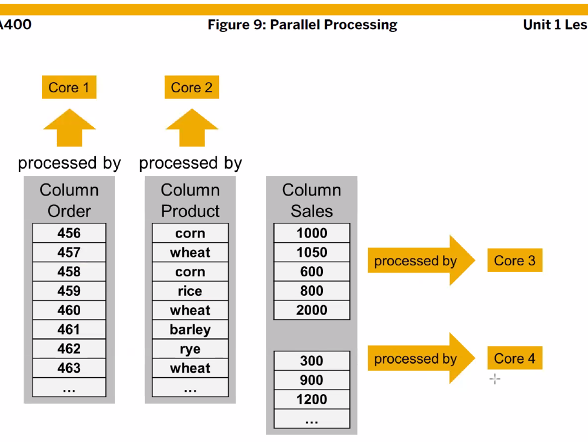 A400 Figure 9: Parallel Processing Unit 1 Les
Core 1
Core 2
processed by
processed by
Column
Order
456
457
458
459
460
461
462
463
...
Column
Product
corn
wheat
corn
rice
wheat
barley
rye
wheat
...
Column
Sales
1000
1050
600
800
2000
300
900
1200
...
processed by
Core 3
processed by
Core 4